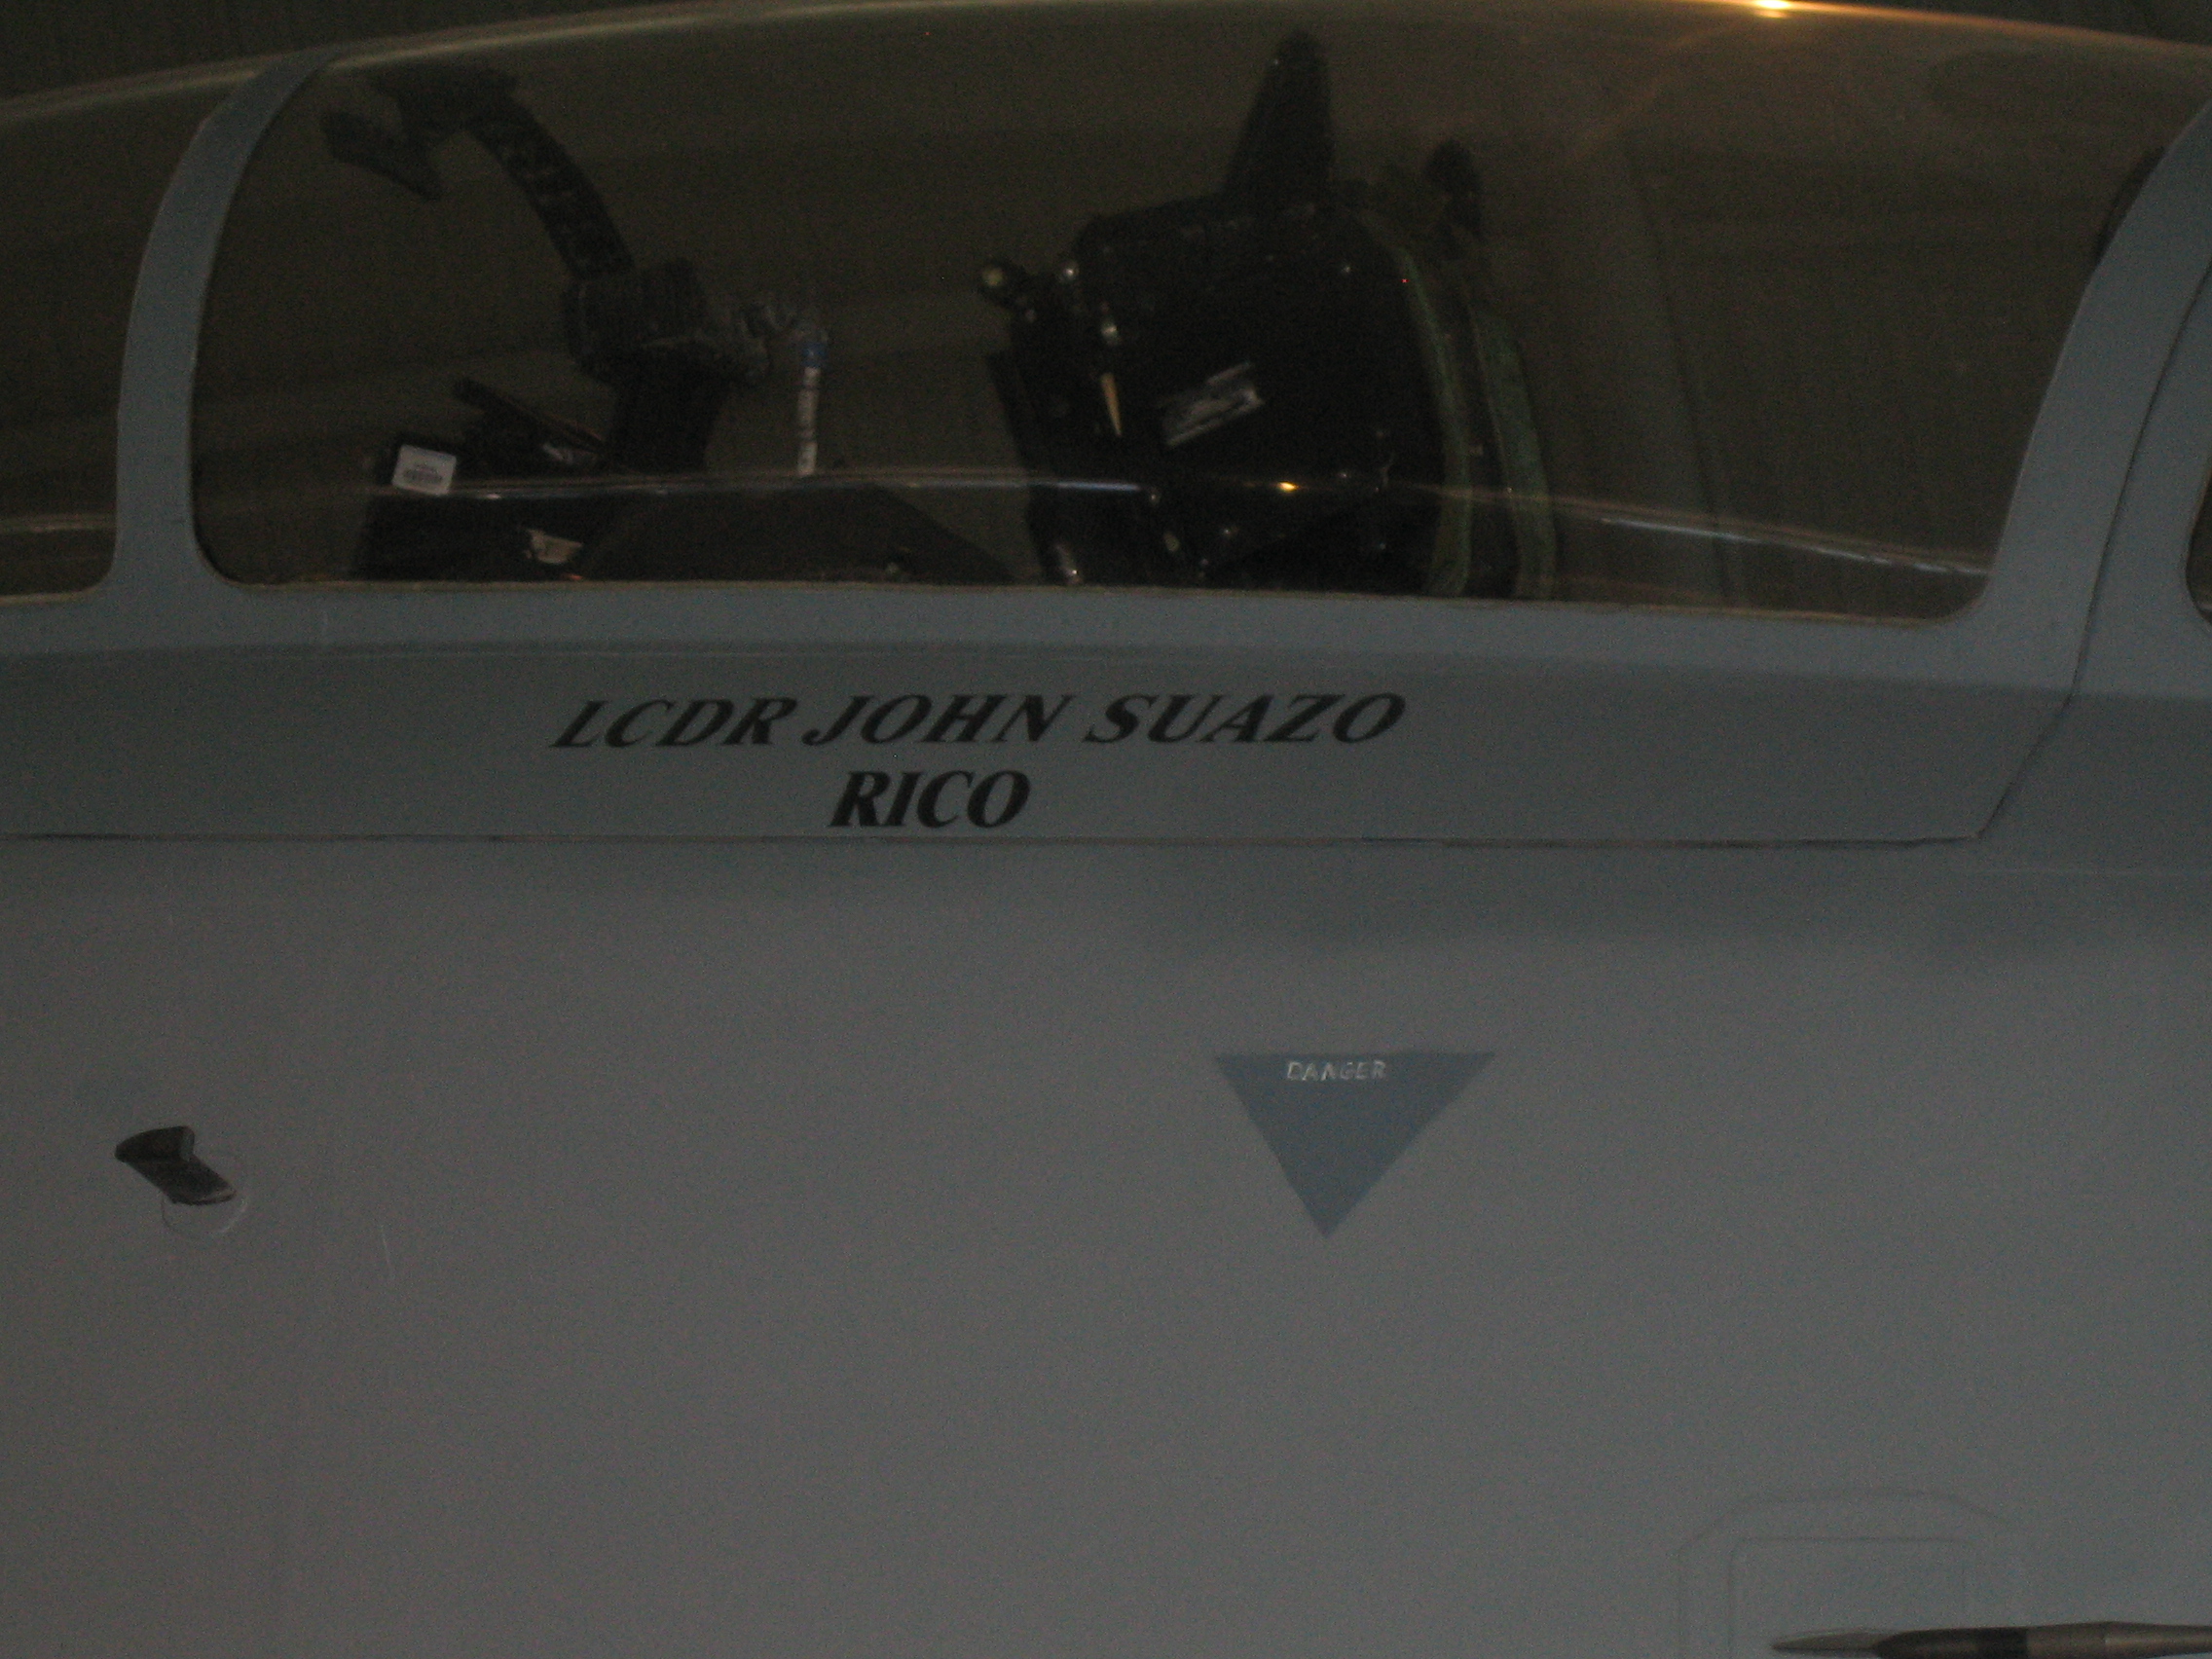 LCDR JOHN SUAZO
RICO
DANGER